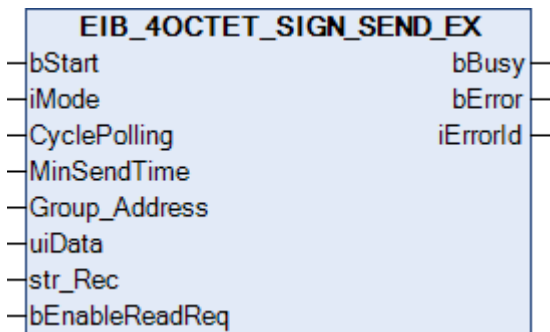 EIB_4OCTET_SIGN_SEND_EX
bStart bBusy
iMode bError
CyclePolling iErrorId
MinSendTime
Group_Address
uiData
str_Rec
bEnableReadReq